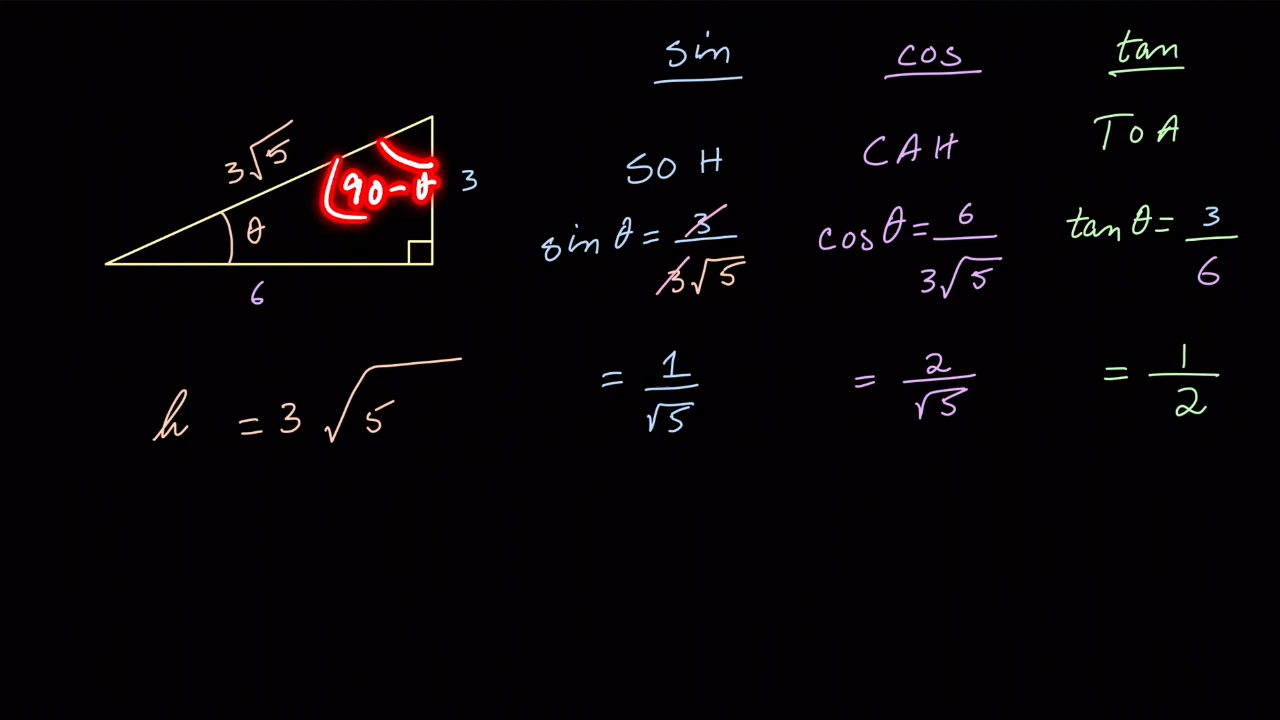 sin
cos
tan
SOH
CAH
TOA
3√5
(90-θ
3
θ
6
sin θ = 3/3√5
cos θ = 6/3√5
tan θ = 3/6
h = 3√5
= 1/√5
= 2/√5
= 1/2